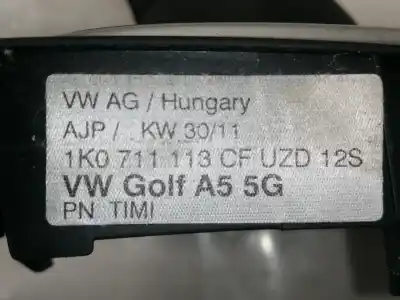 VW AG / Hungary
AJP / KW 30/11
1K0 711 113 CF UZD 12S
VW Golf A5 5G
PN TIMI